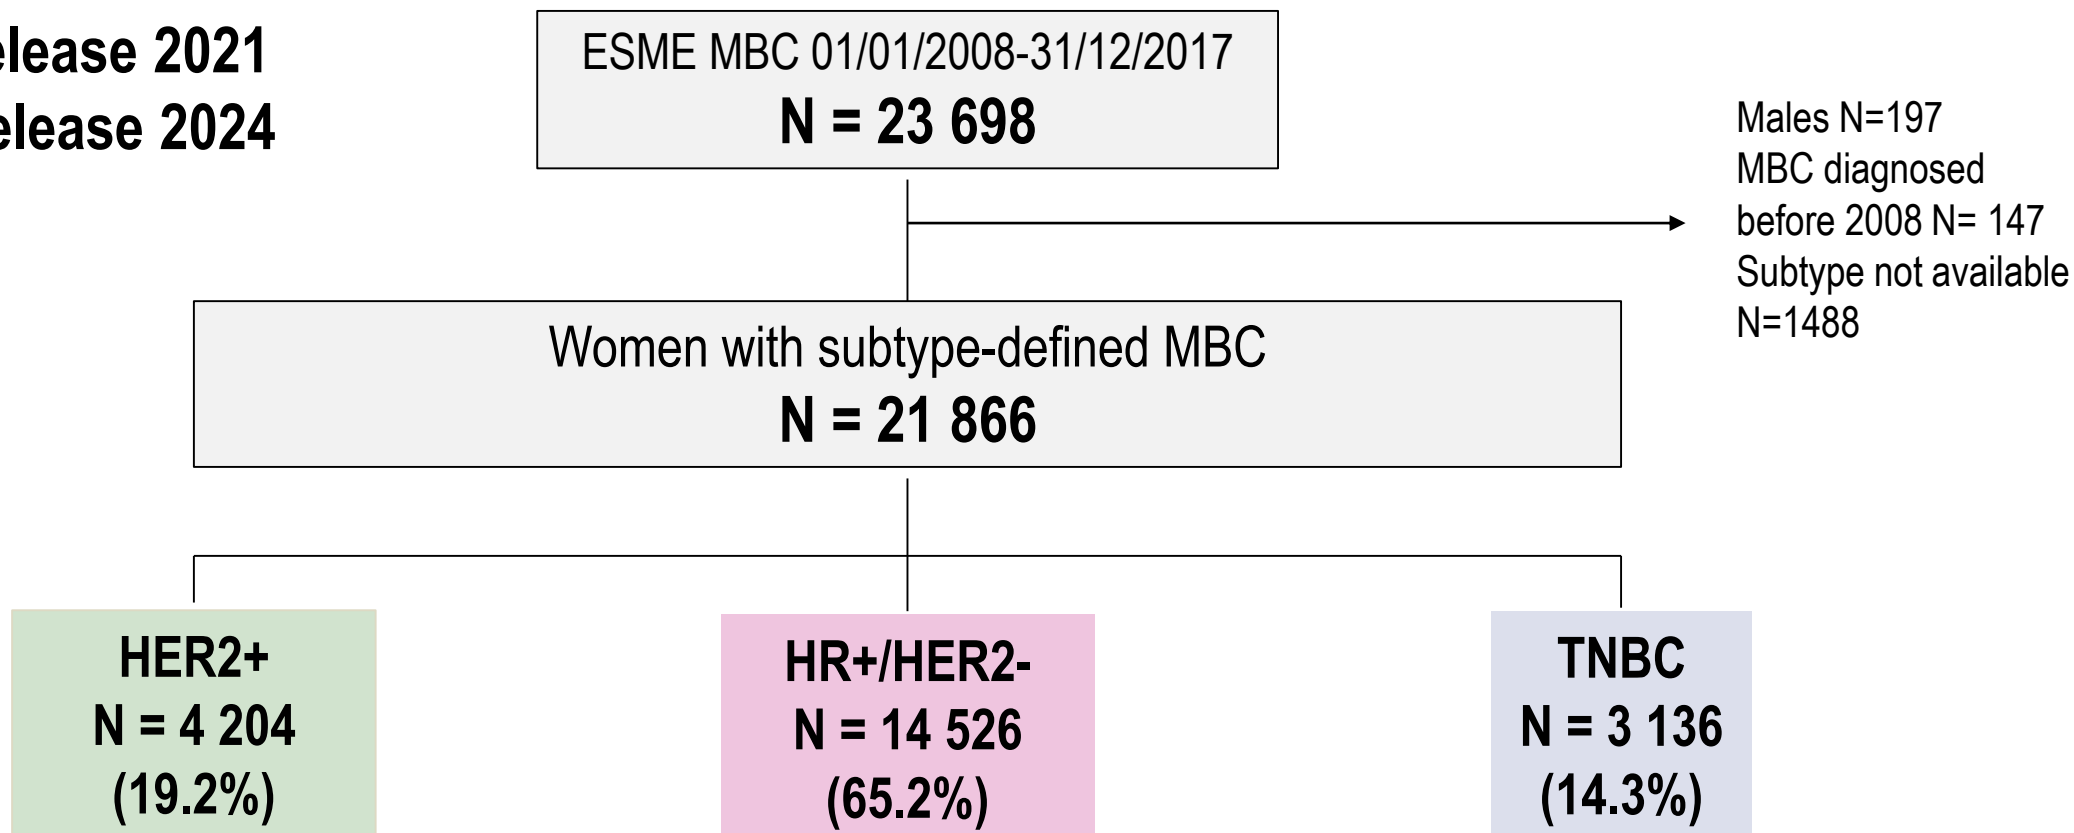 elease 2021
elease 2024
ESME MBC 01/01/2008-31/12/2017
N = 23 698
Males N=197
MBC diagnosed
before 2008 N= 147
Subtype not available
N=1488
Women with subtype-defined MBC
N = 21 866
HER2+
N = 4 204
(19.2%)
HR+/HER2-
N = 14 526
(65.2%)
TNBC
N = 3 136
(14.3%)